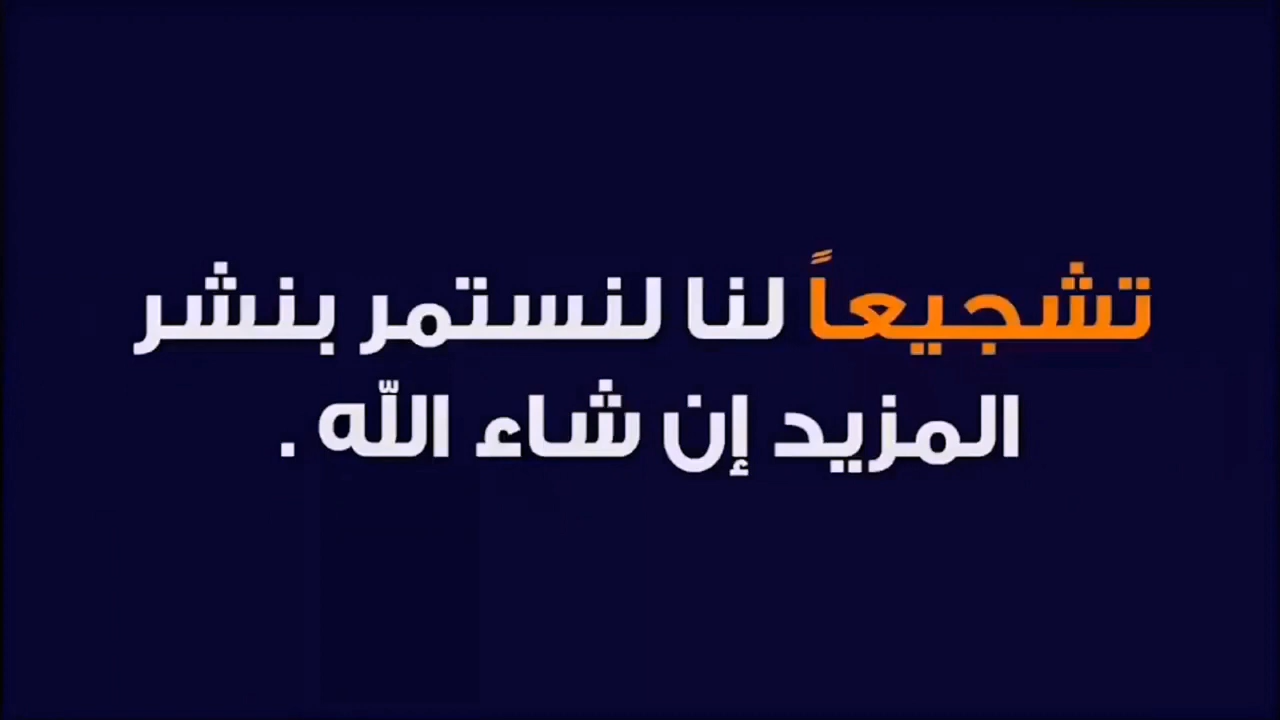 تشجيعاً لنا لنستمر بنشر
المزيد إن شاء الله .